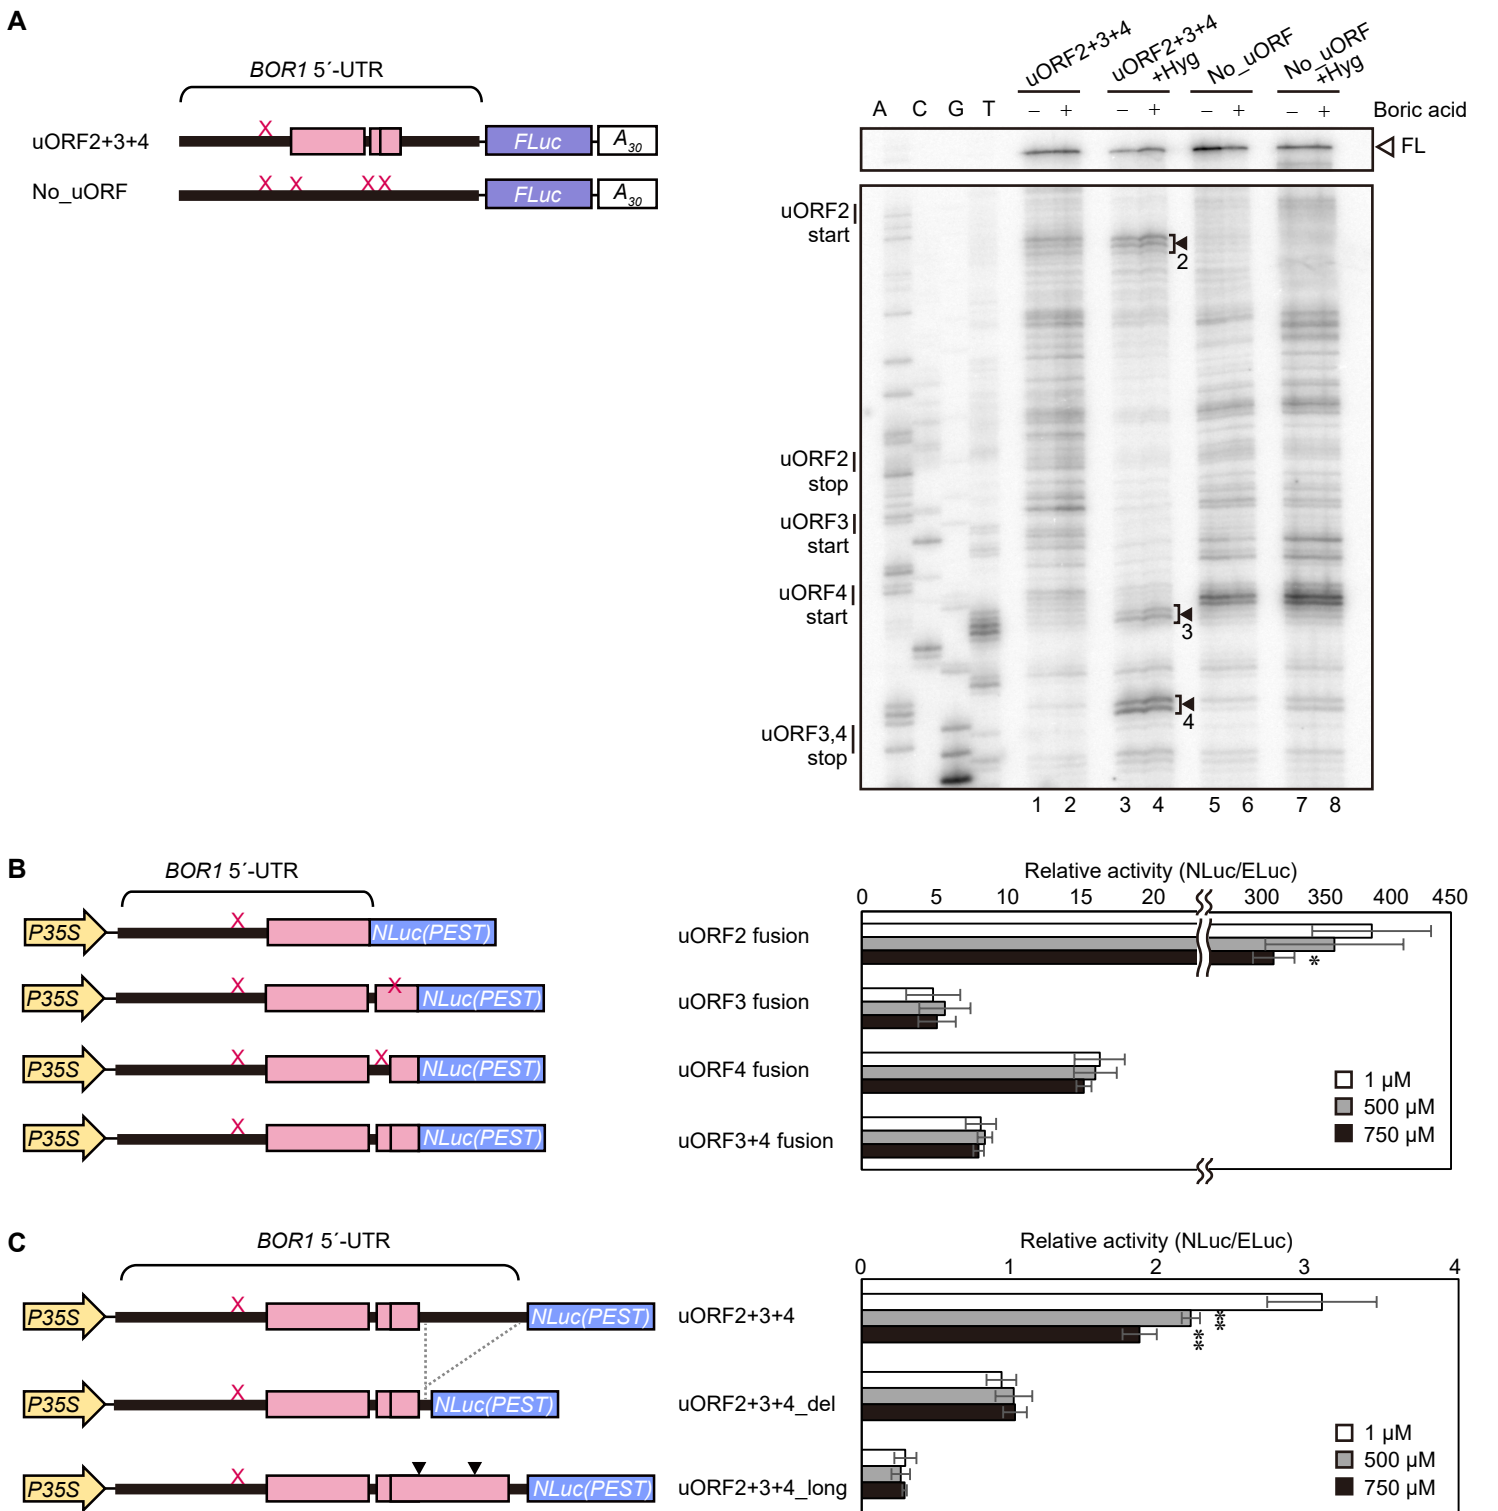 A
BOR1 5´-UTR
uORF2+3+4
FLuc
A30
No_uORF
FLuc
A30
uORF2+3+4
uORF2+3+4
+Hyg
No_uORF
No_uORF
+Hyg
A C G T − + − + − + − + Boric acid
FL
uORF2
start
2
uORF2
stop
uORF3
start
uORF4
start
3
4
uORF3,4
stop
1 2 3 4 5 6 7 8
B
BOR1 5´-UTR
P35S
NLuc(PEST)
P35S
NLuc(PEST)
P35S
NLuc(PEST)
P35S
NLuc(PEST)
Relative activity (NLuc/ELuc)
0 5 10 15 20 300 350 400 450
uORF2 fusion
*
uORF3 fusion
uORF4 fusion
uORF3+4 fusion
1 µM
500 µM
750 µM
C
BOR1 5´-UTR
P35S
NLuc(PEST)
P35S
NLuc(PEST)
P35S
NLuc(PEST)
Relative activity (NLuc/ELuc)
0 1 2 3 4
uORF2+3+4
**
**
uORF2+3+4_del
uORF2+3+4_long
1 µM
500 µM
750 µM